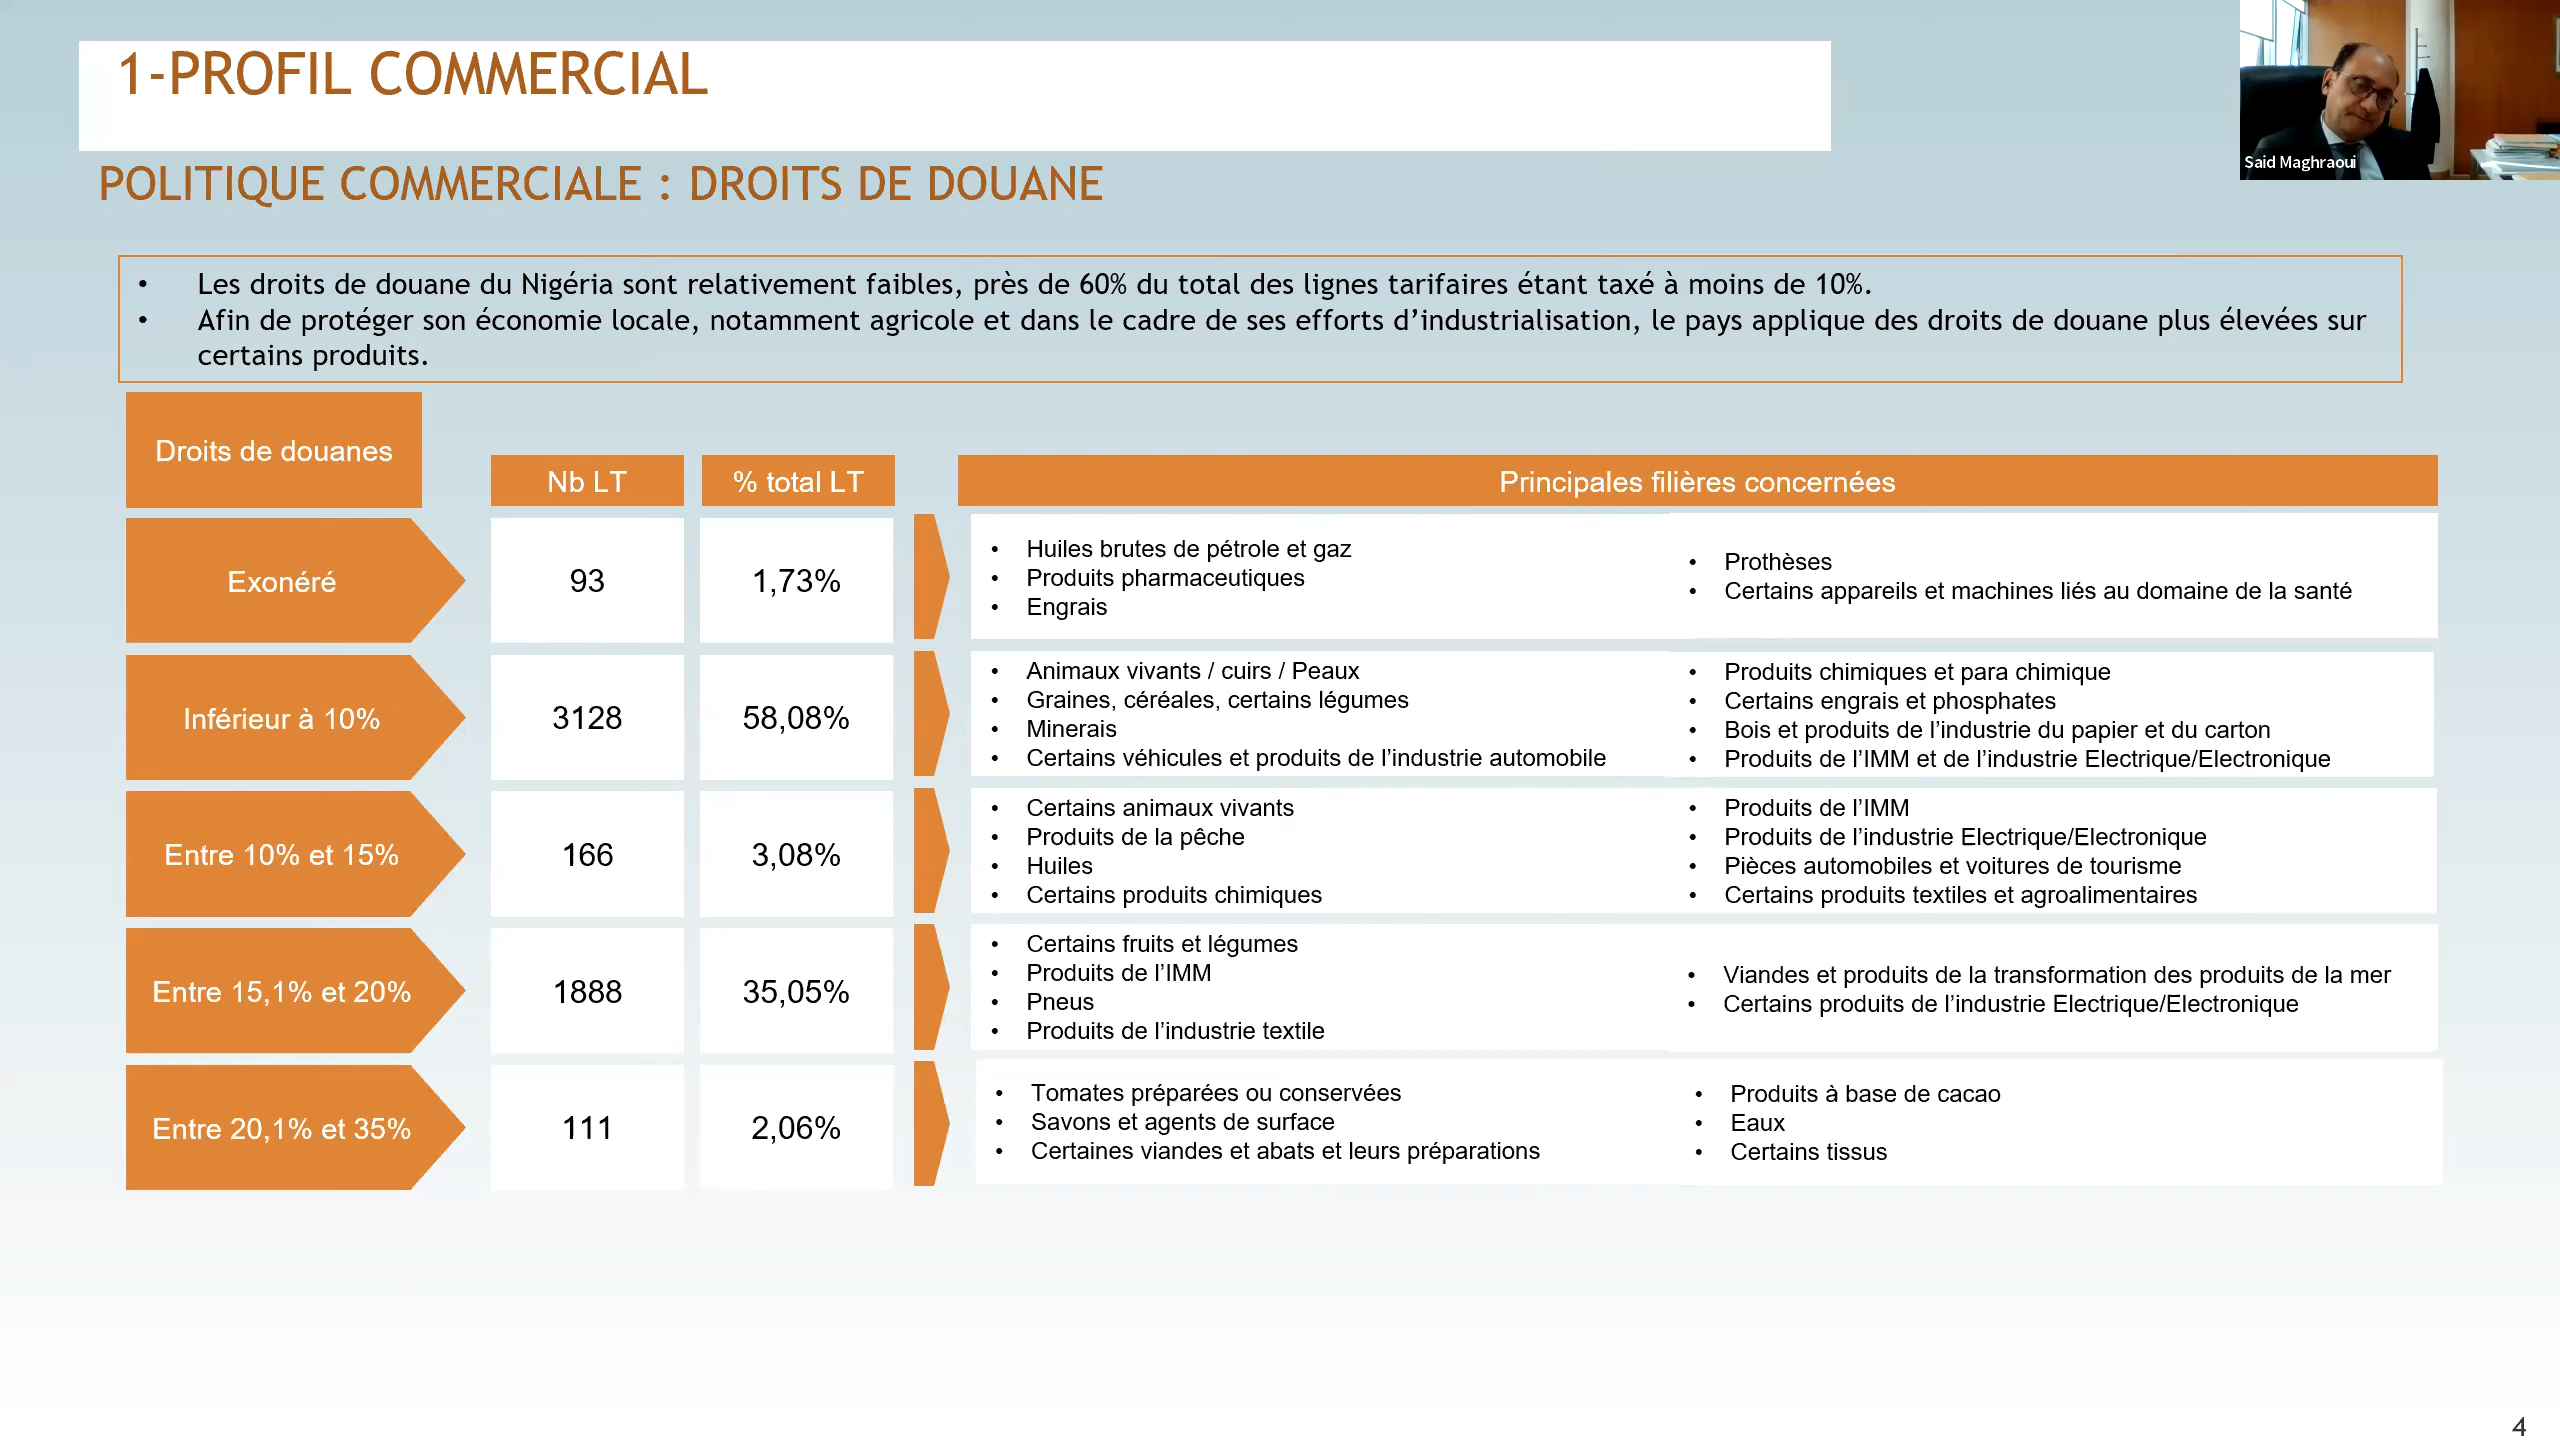 1-PROFIL COMMERCIAL
Said Maghraoui
POLITIQUE COMMERCIALE : DROITS DE DOUANE
• Les droits de douane du Nigéria sont relativement faibles, près de 60% du total des lignes tarifaires étant taxé à moins de 10%.
• Afin de protéger son économie locale, notamment agricole et dans le cadre de ses efforts d’industrialisation, le pays applique des droits de douane plus élevées sur
certains produits.
Droits de douanes
Nb LT
% total LT
Principales filières concernées
Exonéré
93
1,73%
• Huiles brutes de pétrole et gaz
• Produits pharmaceutiques
• Engrais
• Prothèses
• Certains appareils et machines liés au domaine de la santé
Inférieur à 10%
3128
58,08%
• Animaux vivants / cuirs / Peaux
• Graines, céréales, certains légumes
• Minerais
• Certains véhicules et produits de l’industrie automobile
• Produits chimiques et para chimique
• Certains engrais et phosphates
• Bois et produits de l’industrie du papier et du carton
• Produits de l’IMM et de l’industrie Electrique/Electronique
Entre 10% et 15%
166
3,08%
• Certains animaux vivants
• Produits de la pêche
• Huiles
• Certains produits chimiques
• Produits de l’IMM
• Produits de l’industrie Electrique/Electronique
• Pièces automobiles et voitures de tourisme
• Certains produits textiles et agroalimentaires
Entre 15,1% et 20%
1888
35,05%
• Certains fruits et légumes
• Produits de l’IMM
• Pneus
• Produits de l’industrie textile
• Viandes et produits de la transformation des produits de la mer
• Certains produits de l’industrie Electrique/Electronique
Entre 20,1% et 35%
111
2,06%
• Tomates préparées ou conservées
• Savons et agents de surface
• Certaines viandes et abats et leurs préparations
• Produits à base de cacao
• Eaux
• Certains tissus
4